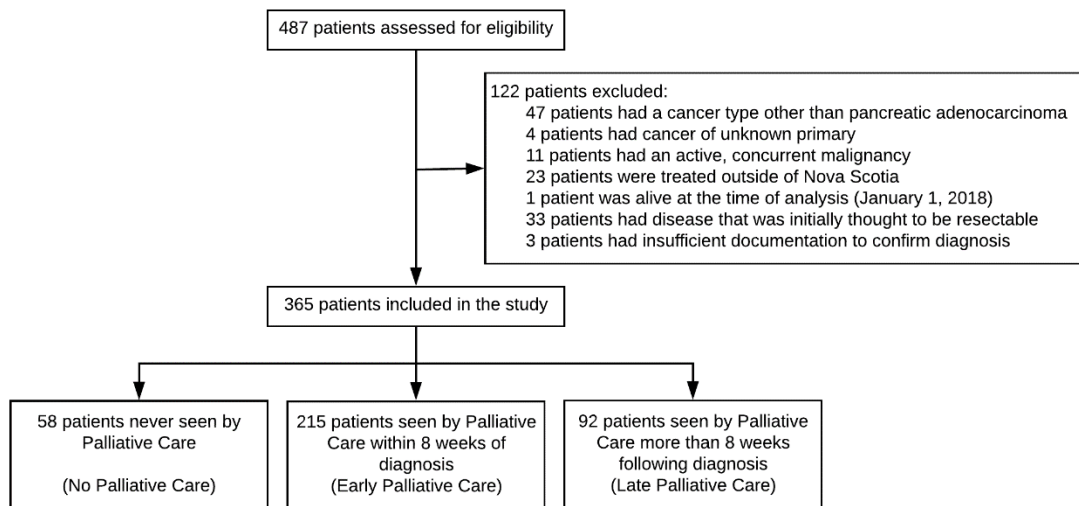 487 patients assessed for eligibility
122 patients excluded:
47 patients had a cancer type other than pancreatic adenocarcinoma
4 patients had cancer of unknown primary
11 patients had an active, concurrent malignancy
23 patients were treated outside of Nova Scotia
1 patient was alive at the time of analysis (January 1, 2018)
33 patients had disease that was initially thought to be resectable
3 patients had insufficient documentation to confirm diagnosis
365 patients included in the study
58 patients never seen by
Palliative Care
(No Palliative Care)
215 patients seen by Palliative
Care within 8 weeks of
diagnosis
(Early Palliative Care)
92 patients seen by Palliative
Care more than 8 weeks
following diagnosis
(Late Palliative Care)